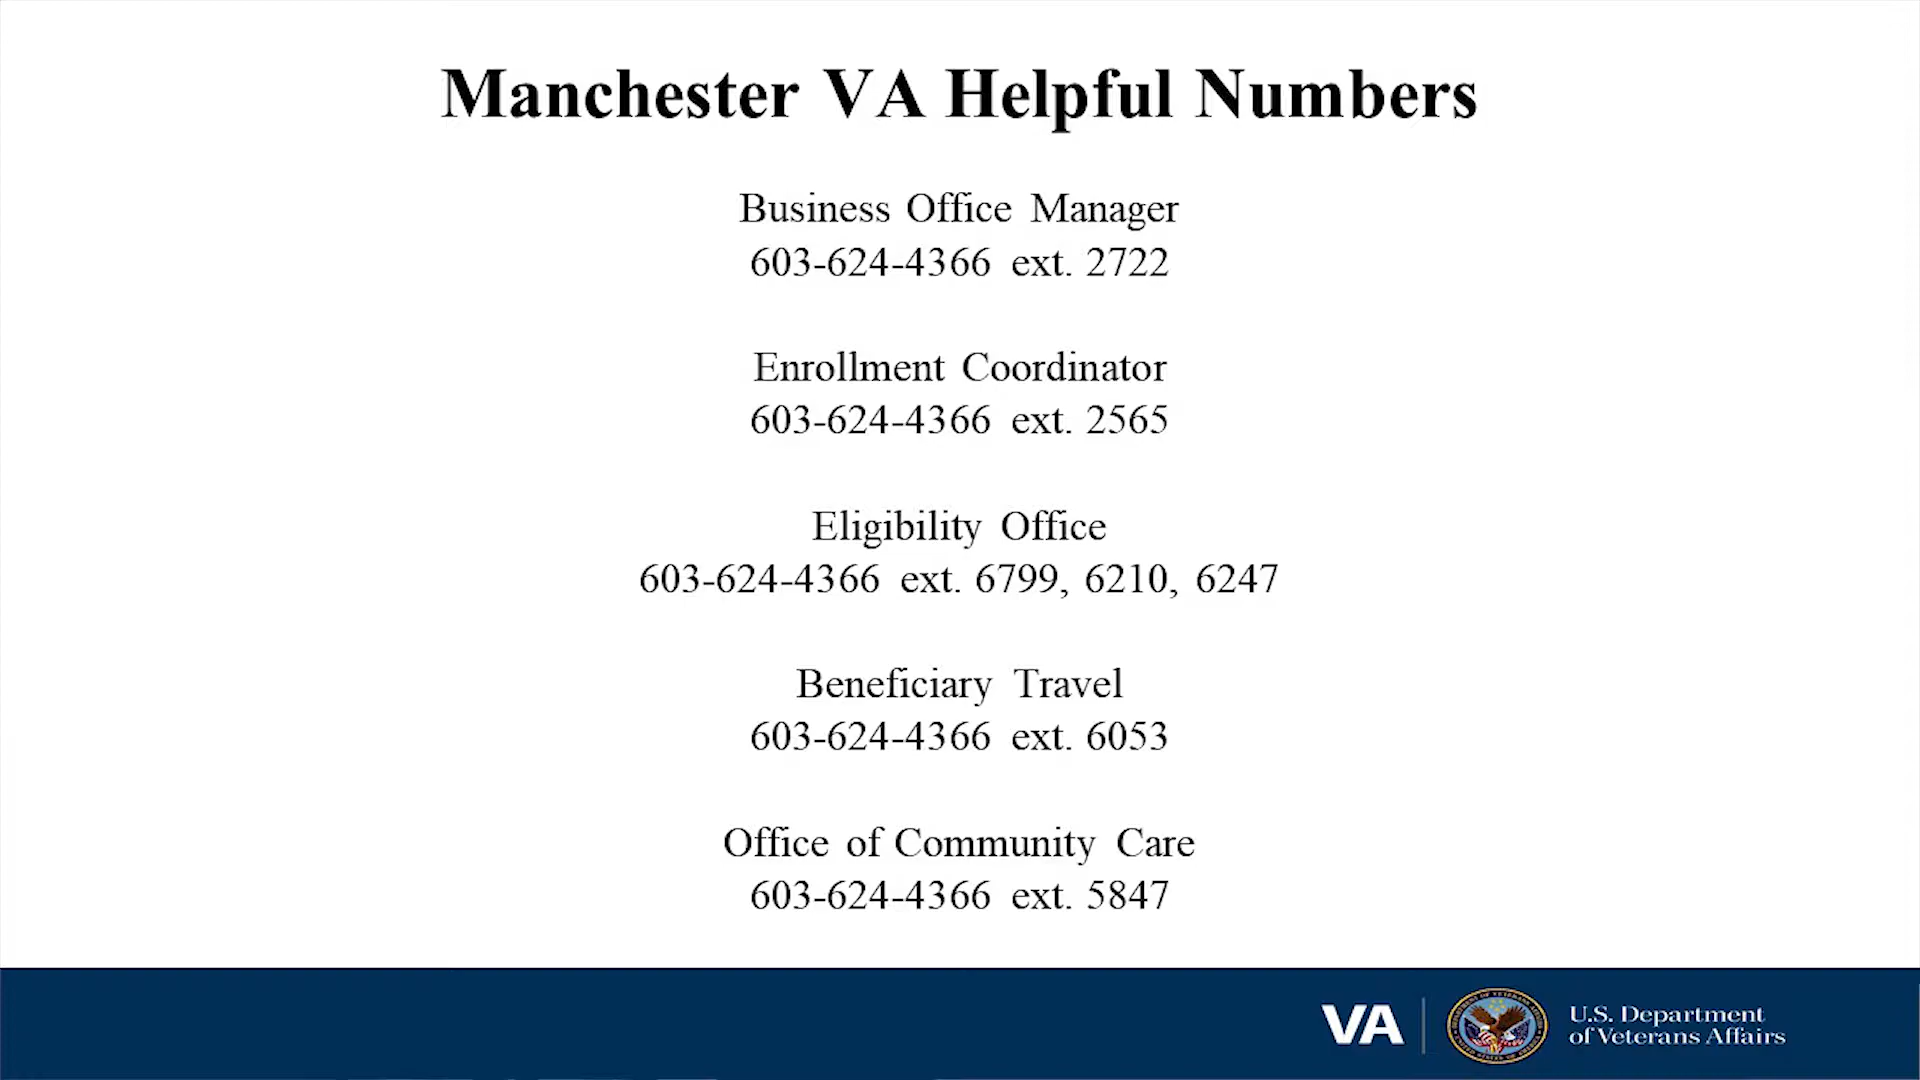 Manchester VA Helpful Numbers
Business Office Manager
603-624-4366 ext. 2722
Enrollment Coordinator
603-624-4366 ext. 2565
Eligibility Office
603-624-4366 ext. 6799, 6210, 6247
Beneficiary Travel
603-624-4366 ext. 6053
Office of Community Care
603-624-4366 ext. 5847
VA
U.S. Department
of Veterans Affairs